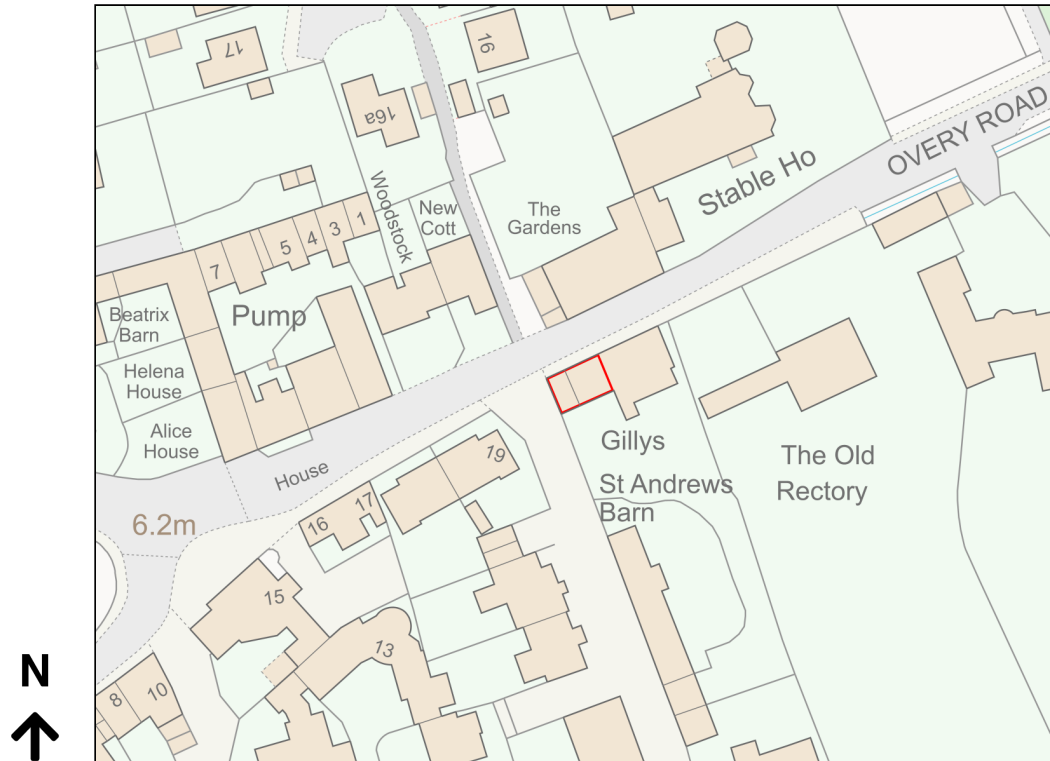 17
16
16a
OVERY ROAD
Stable Ho
Woodstock
New
Cott
The
Gardens
1
3
4
5
7
Pump
Beatrix
Barn
Helena
House
Alice
House
Gillys
St Andrews
Barn
The Old
Rectory
19
House
17
16
6.2m
15
13
10
8
N